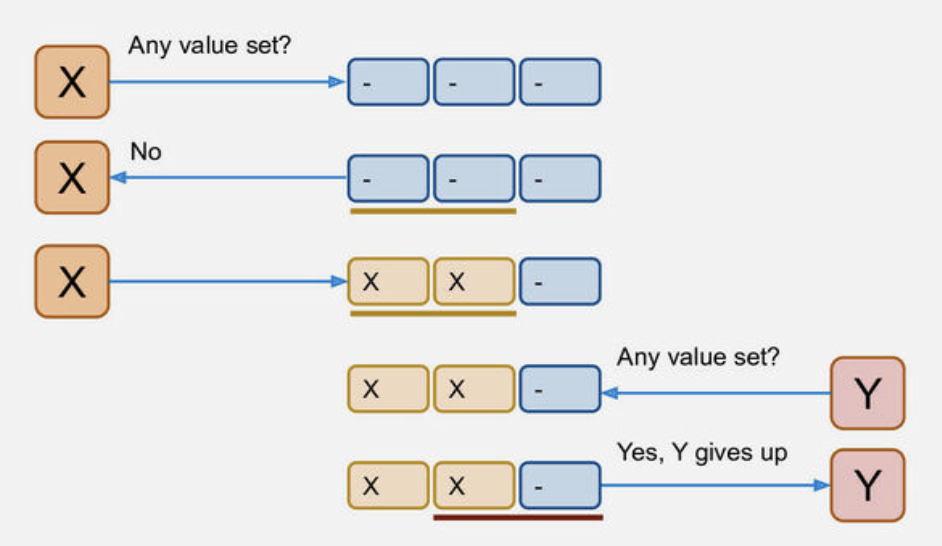 Any value set?
X - - -
No
X - - -
X X X -
Any value set?
X X - Y
Yes, Y gives up
X X - Y